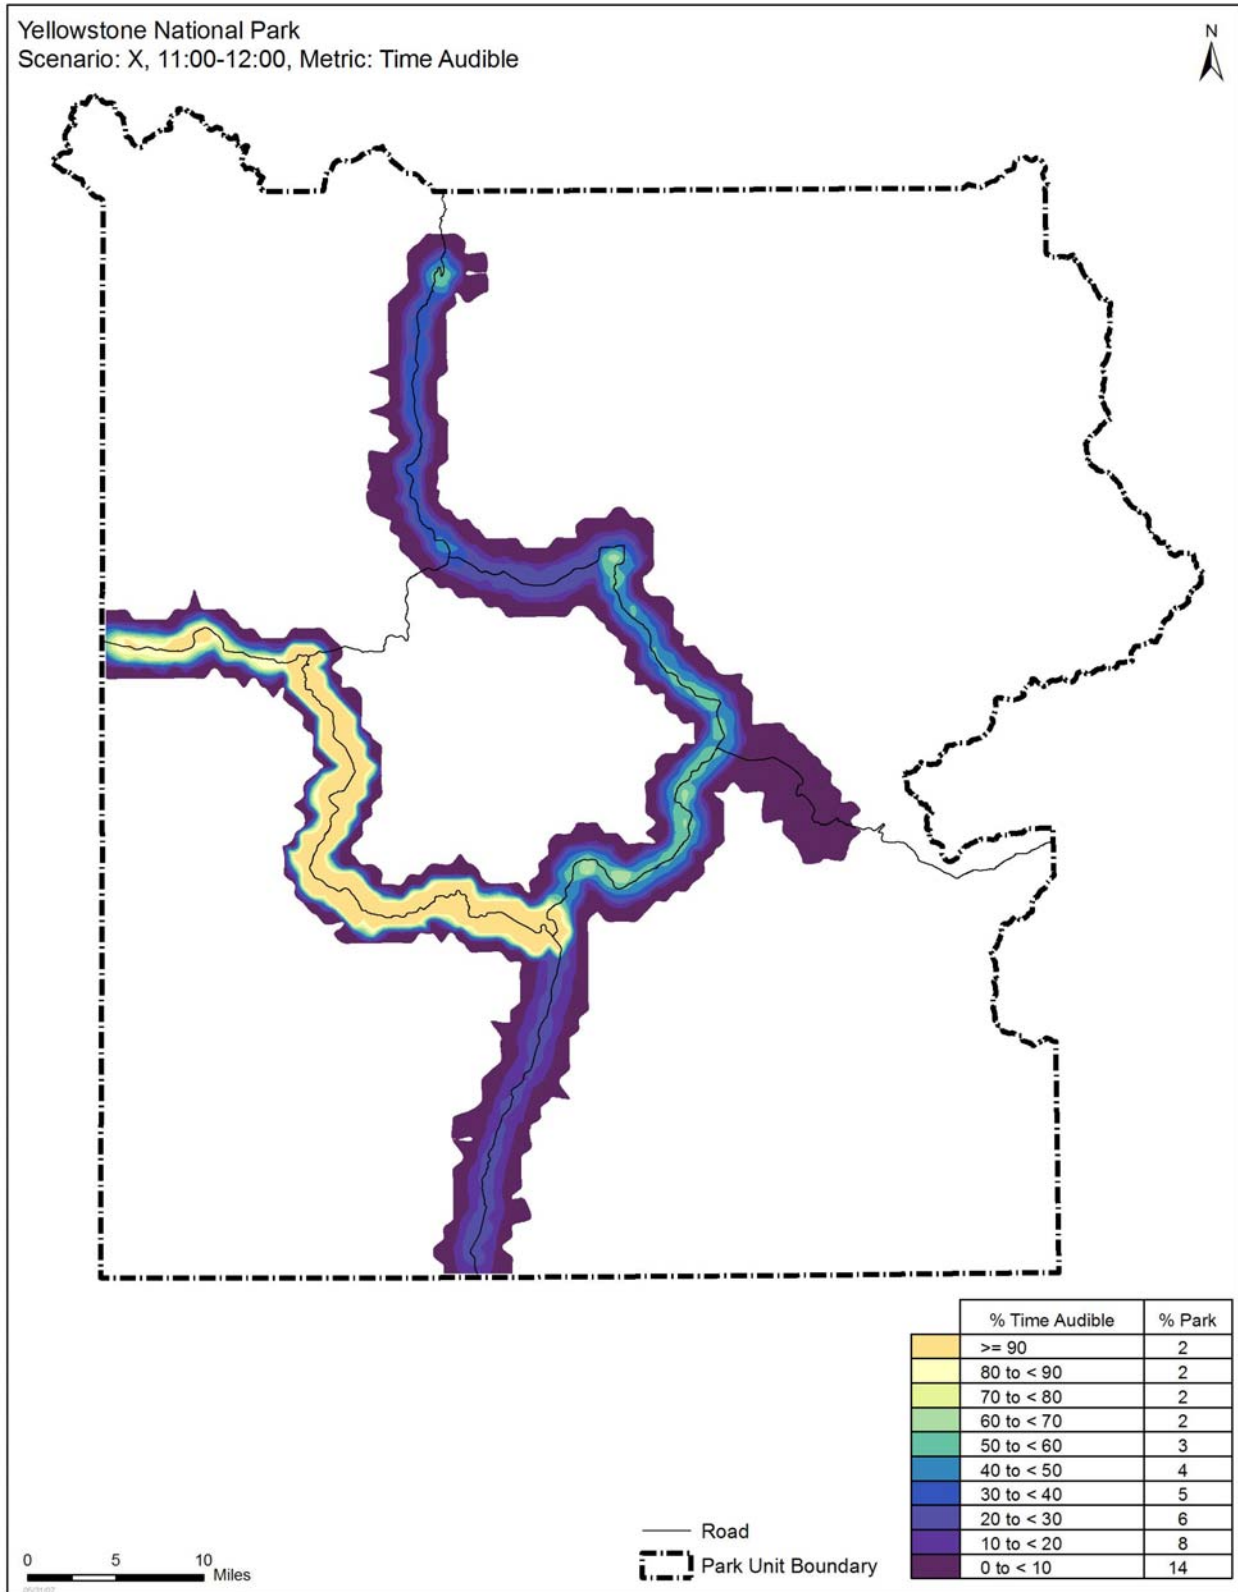 Yellowstone National Park
Scenario: X, 11:00-12:00, Metric: Time Audible
N
% Time Audible % Park
>= 90 2
80 to < 90 2
70 to < 80 2
60 to < 70 2
50 to < 60 3
40 to < 50 4
30 to < 40 5
20 to < 30 6
10 to < 20 8
0 to < 10 14
Road
Park Unit Boundary
0 5 10
Miles